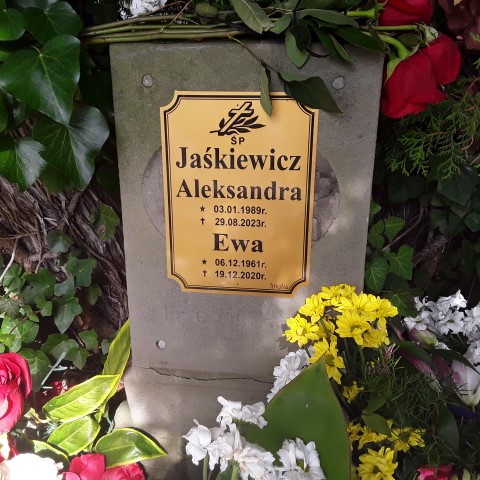 ŚP
Jaśkiewicz
Aleksandra
★ 03.01.1989r.
✝ 29.08.2023r.
Ewa
★ 06.12.1961r.
✝ 19.12.2020r.